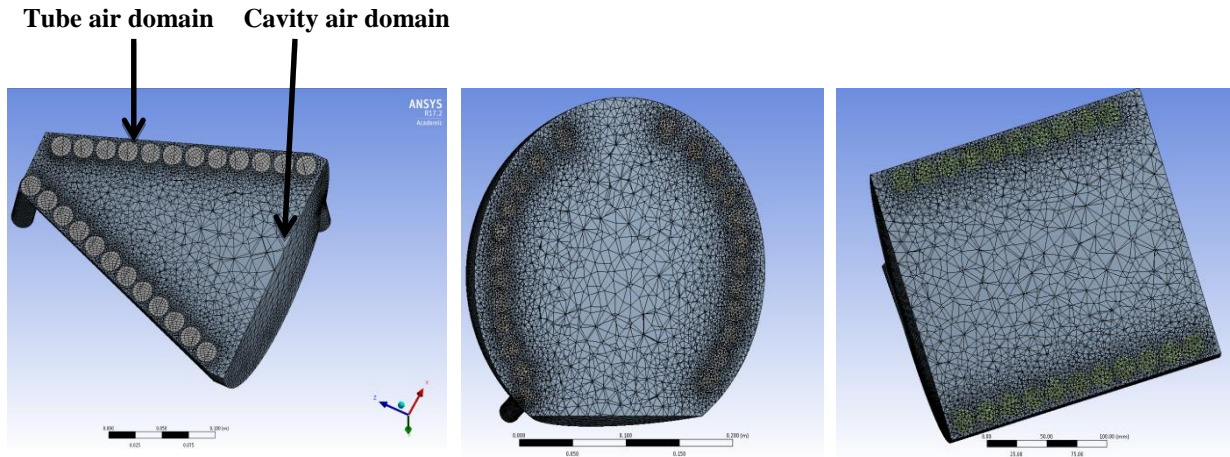 Tube air domain Cavity air domain
ANSYS
R17.2
Academic
X
Z
Y
0.000 0.050 0.100 (m)
0.025 0.075
0.000 0.100 0.200 (m)
0.050 0.150
0.00 50.00 100.00 (mm)
25.00 75.00